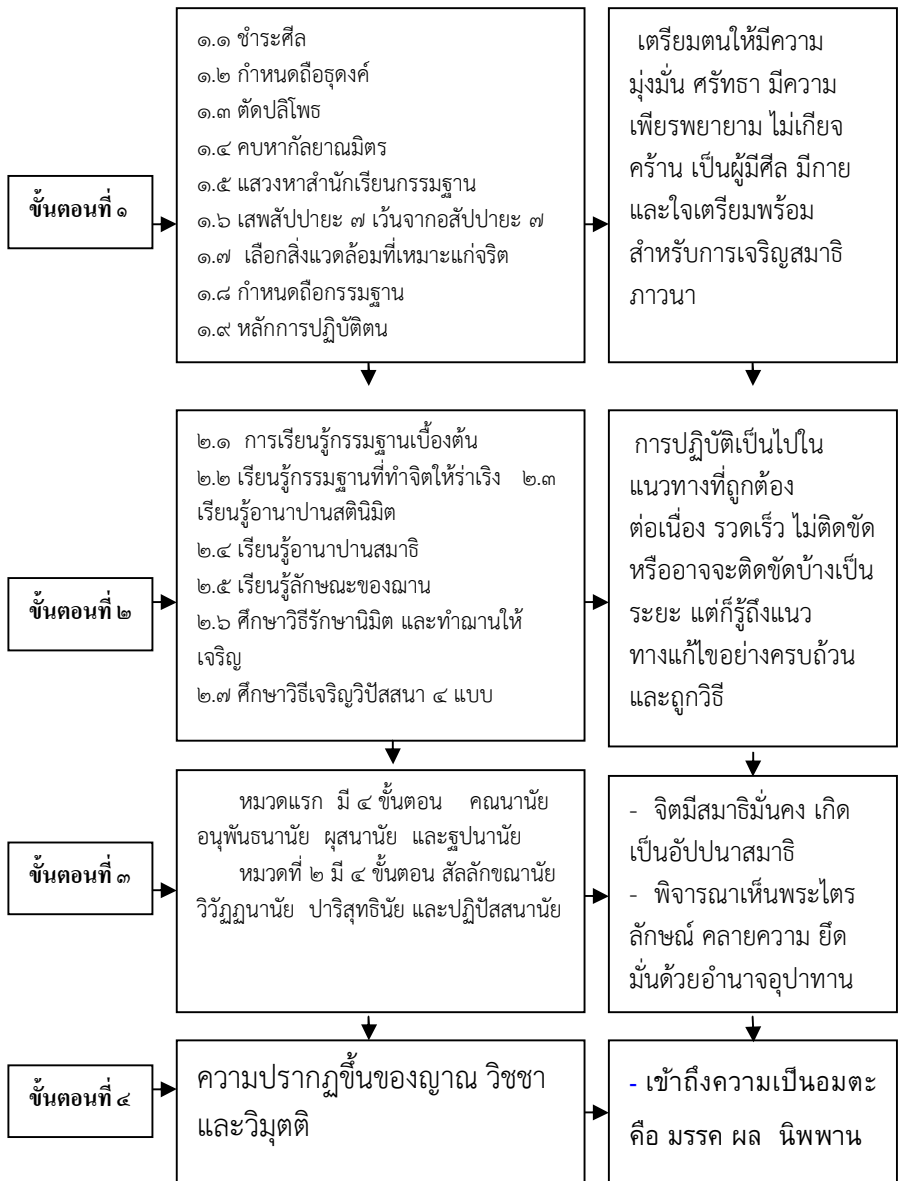 ขั้นตอนที่ ๑
๑.๑ ชำระศีล
๑.๒ กำหนดถือธุดงค์
๑.๓ ตัดปลิโพธ
๑.๔ คบหากัลยาณมิตร
๑.๕ แสวงหาสำนักเรียนกรรมฐาน
๑.๖ เสพสัปปายะ ๗ เว้นจากอสัปปายะ ๗
๑.๗ เลือกสิ่งแวดล้อมที่เหมาะแก่จริต
๑.๘ กำหนดถือกรรมฐาน
๑.๙ หลักการปฏิบัติตน
เตรียมตนให้มีความ
มุ่งมั่น ศรัทธา มีความ
เพียรพยายาม ไม่เกียจ
คร้าน เป็นผู้มีศีล มีกาย
และใจเตรียมพร้อม
สำหรับการเจริญสมาธิ
ภาวนา
ขั้นตอนที่ ๒
๒.๑ การเรียนรู้กรรมฐานเบื้องต้น
๒.๒ เรียนรู้กรรมฐานที่ทำจิตให้ร่าเริง ๒.๓
เรียนรู้อานาปานสตินิมิต
๒.๔ เรียนรู้อานาปานสมาธิ
๒.๕ เรียนรู้ลักษณะของฌาน
๒.๖ ศึกษาวิธีรักษานิมิต และทำฌานให้
เจริญ
๒.๗ ศึกษาวิธีเจริญวิปัสสนา ๔ แบบ
การปฏิบัติเป็นไปใน
แนวทางที่ถูกต้อง
ต่อเนื่อง รวดเร็ว ไม่ติดขัด
หรืออาจจะติดขัดบ้างเป็น
ระยะ แต่ก็รู้ถึงแนว
ทางแก้ไขอย่างครบถ้วน
และถูกวิธี
ขั้นตอนที่ ๓
หมวดแรก มี ๔ ขั้นตอน คณนานัย
อนุพันธนานัย ผุสนานัย และฐปนานัย
หมวดที่ ๒ มี ๔ ขั้นตอน สัลลักขณานัย
วิวัฏฏนานัย ปาริสุทธินัย และปฏิปัสสนานัย
- จิตมีสมาธิมั่นคง เกิด
เป็นอัปปนาสมาธิ
- พิจารณาเห็นพระไตร
ลักษณ์ คลายความ ยึด
มั่นด้วยอำนาจอุปาทาน
ขั้นตอนที่ ๔
ความปรากฏขึ้นของญาณ วิชชา
และวิมุตติ
- เข้าถึงความเป็นอมตะ
คือ มรรค ผล นิพพาน